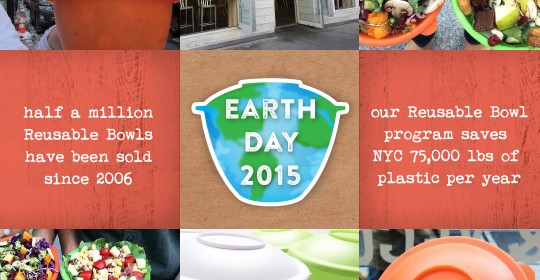 half a million
Reusable Bowls
have been sold
since 2006
EARTH
DAY
2015
our Reusable Bowl
program saves
NYC 75,000 lbs of
plastic per year